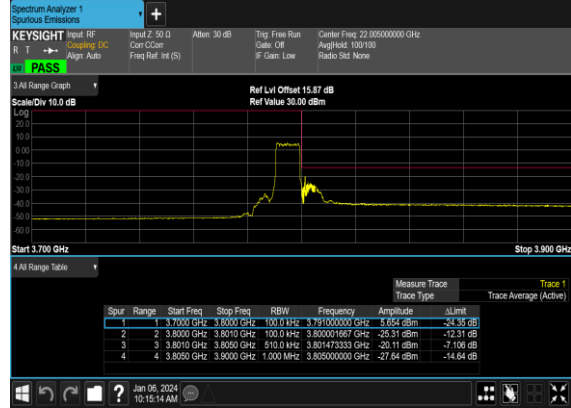 Spectrum Analyzer 1
Spurious Emissions
+
KEYSIGHT Input: RF Input Z: 50 Ω Atten: 30 dB Trig: Free Run Center Freq: 22.005000000 GHz
R T Coupling: DC Corr CCorr Gate: Off Avg|Hold: 100/100
Align: Auto Freq Ref: Int (S) IF Gain: Low Radio Std: None
PASS
3 All Range Graph
Ref Lvl Offset 15.87 dB
Scale/Div 10.0 dB Ref Value 30.00 dBm
Log
20.0
10.0
0.00
-10.0
-20.0
-30.0
-40.0
-50.0
-60.0
Start 3.700 GHz Stop 3.900 GHz
4 All Range Table
Measure Trace Trace 1
Trace Type Trace Average (Active)
Spur Range Start Freq Stop Freq RBW Frequency Amplitude ΔLimit
1 1 3.7000 GHz 3.8000 GHz 100.0 kHz 3.791000000 GHz 5.654 dBm -24.35 dB
2 2 3.8000 GHz 3.8010 GHz 100.0 kHz 3.800001667 GHz -25.31 dBm -12.31 dB
3 3 3.8010 GHz 3.8050 GHz 510.0 kHz 3.801473333 GHz -20.11 dBm -7.106 dB
4 4 3.8050 GHz 3.9000 GHz 1.000 MHz 3.805000000 GHz -27.64 dBm -14.64 dB
? Jan 06, 2024
10:15:14 AM